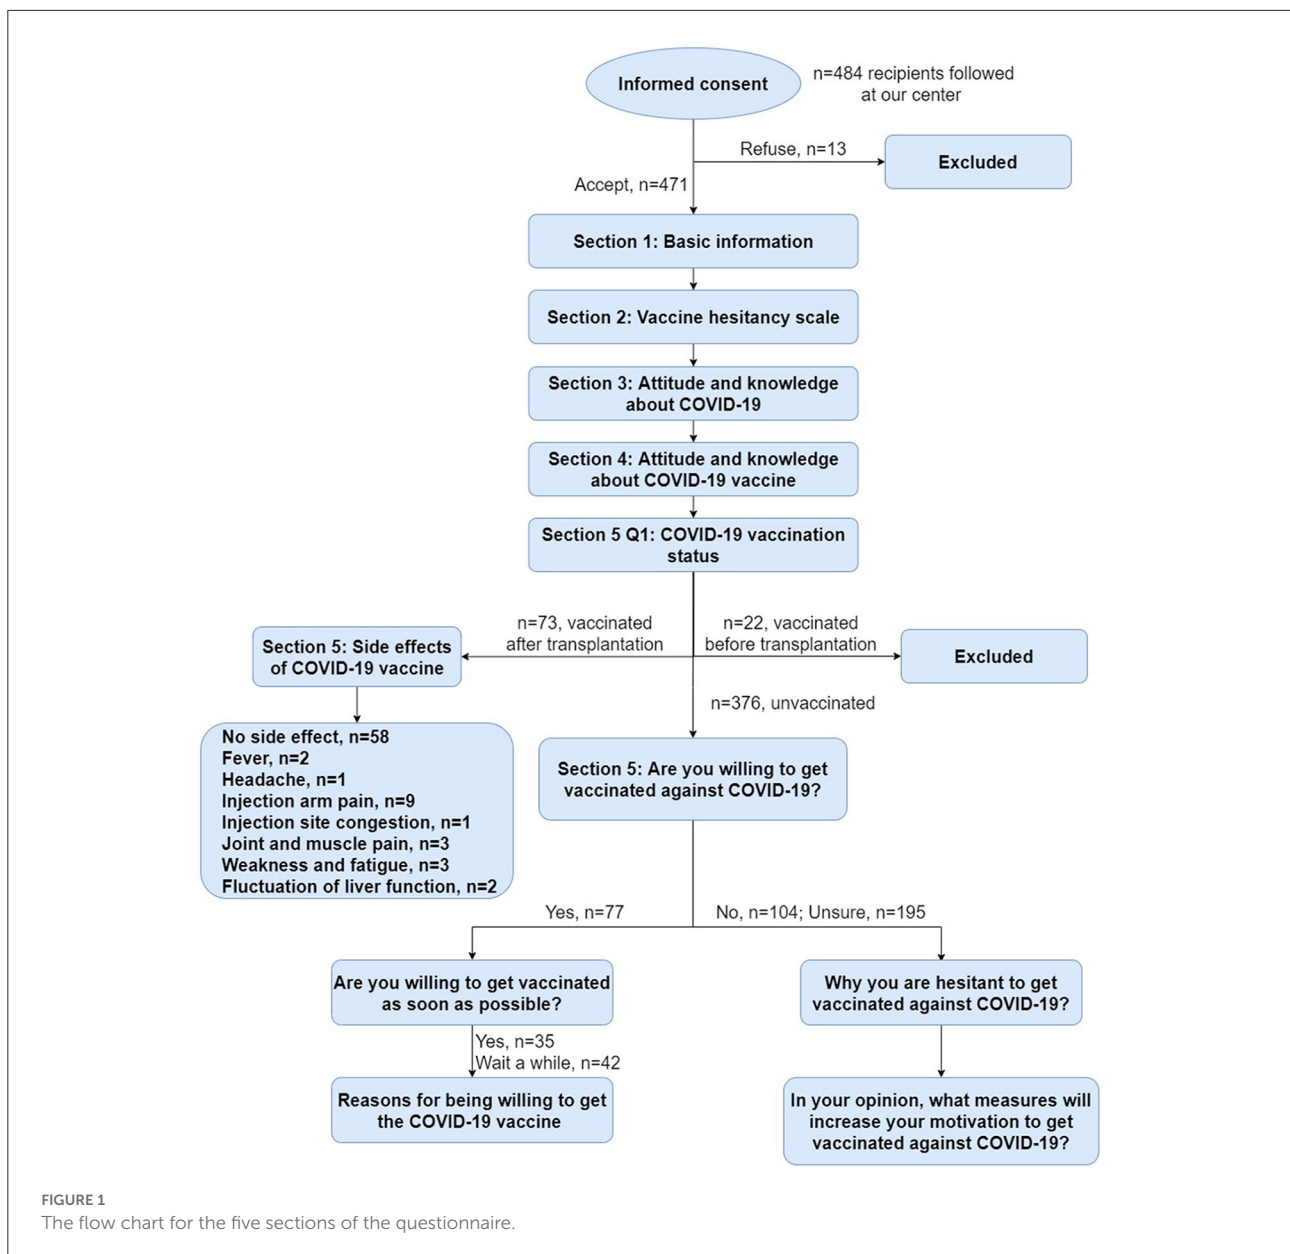 Informed consent
n=484 recipients followed
at our center
Refuse, n=13
Excluded
Accept, n=471
Section 1: Basic information
Section 2: Vaccine hesitancy scale
Section 3: Attitude and knowledge
about COVID-19
Section 4: Attitude and knowledge
about COVID-19 vaccine
Section 5 Q1: COVID-19 vaccination
status
n=73, vaccinated
after transplantation
n=22, vaccinated
before transplantation
Section 5: Side effects
of COVID-19 vaccine
Excluded
n=376, unvaccinated
No side effect, n=58
Fever, n=2
Headache, n=1
Injection arm pain, n=9
Injection site congestion, n=1
Joint and muscle pain, n=3
Weakness and fatigue, n=3
Fluctuation of liver function, n=2
Section 5: Are you willing to get
vaccinated against COVID-19?
Yes, n=77
No, n=104; Unsure, n=195
Are you willing to get vaccinated
as soon as possible?
Why you are hesitant to get
vaccinated against COVID-19?
Yes, n=35
Wait a while, n=42
Reasons for being willing to get
the COVID-19 vaccine
In your opinion, what measures will
increase your motivation to get
vaccinated against COVID-19?
FIGURE 1
The flow chart for the five sections of the questionnaire.